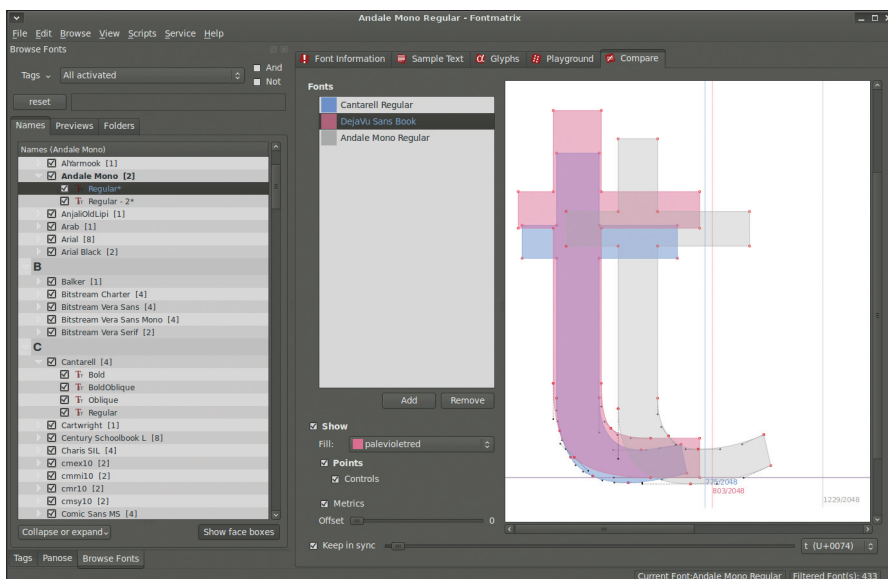 Andale Mono Regular - Fontmatrix
File Edit Browse View Scripts Service Help
Browse Fonts
Tags All activated
And
Not
reset
Names Previews Folders
Names (Andale Mono)
AlYarmook [1]
Andale Mono [2]
Regular*
Regular - 2*
AnjaliOldLipi [1]
Arab [1]
Arial [8]
Arial Black [2]
B
Balker [1]
Bitstream Charter [4]
Bitstream Vera Sans [4]
Bitstream Vera Sans Mono [4]
Bitstream Vera Serif [2]
C
Cantarell [4]
Bold
BoldOblique
Oblique
Regular
Cartwright [1]
Century Schoolbook L [8]
Charis SIL [4]
cmex10 [2]
cmmi10 [2]
cmr10 [2]
cmsy10 [2]
Comic Sans MS [4]
Collapse or expand Show face boxes
Tags Panose Browse Fonts
Font Information Sample Text Glyphs Playground Compare
Fonts
Cantarell Regular
DejaVu Sans Book
Andale Mono Regular
Add Remove
Show
Fill: palevioletred
Points
Controls
Metrics
Offset 0
775/2048
803/2048
1229/2048
Keep in sync t (U+0074)
Current Font:Andale Mono Regular Filtered Font(s): 433